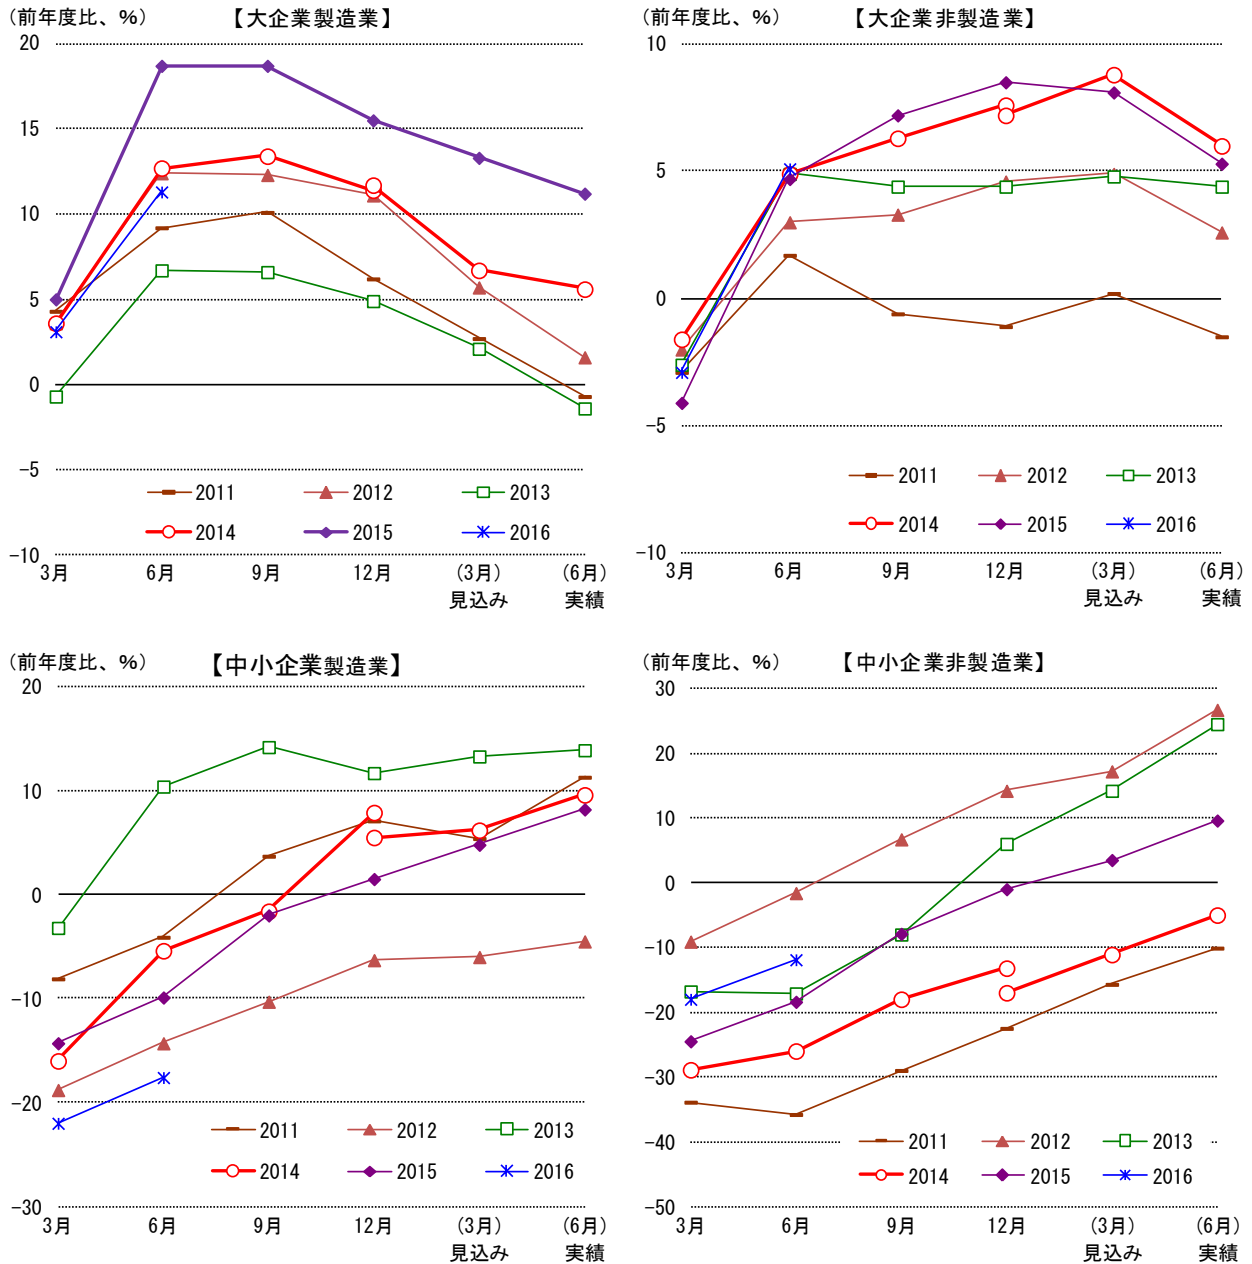 （前年度比、％）
【大企業製造業】
20
15
10
5
0
−5
−10
2011
2012
2013
2014
2015
2016
3月
6月
9月
12月
（3月）
見込み
（6月）
実績
（前年度比、％）
【大企業非製造業】
10
5
0
−5
−10
2011
2012
2013
2014
2015
2016
3月
6月
9月
12月
（3月）
見込み
（6月）
実績
（前年度比、％）
【中小企業製造業】
20
10
0
−10
−20
−30
2011
2012
2013
2014
2015
2016
3月
6月
9月
12月
（3月）
見込み
（6月）
実績
（前年度比、％）
【中小企業非製造業】
30
20
10
0
−10
−20
−30
−40
−50
2011
2012
2013
2014
2015
2016
3月
6月
9月
12月
（3月）
見込み
（6月）
実績